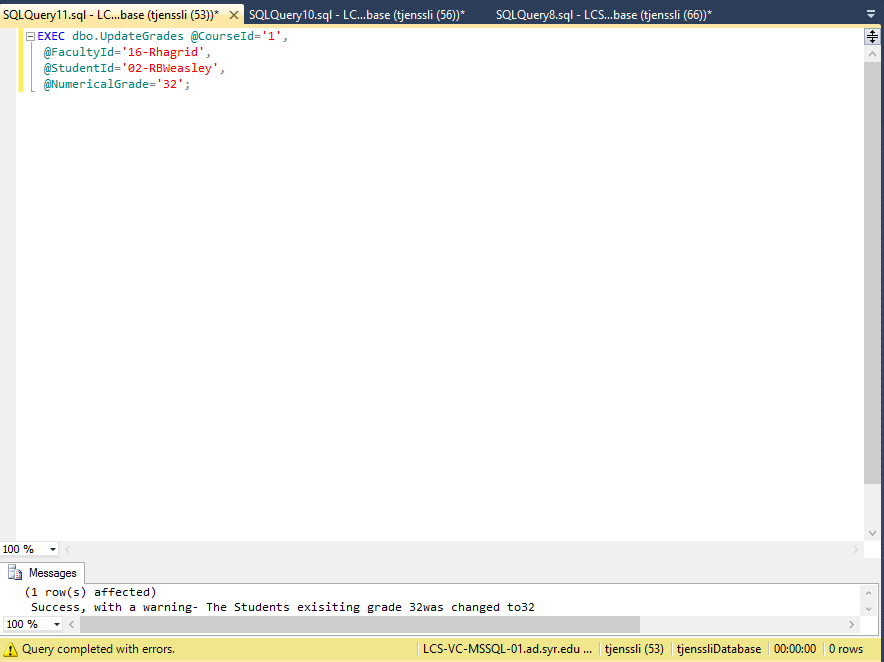 SQLQuery11.sql - LC...base (tjenssli (53))* SQLQuery10.sql - LC...base (tjenssli (56))* SQLQuery8.sql - LCS...base (tjenssli (66))*
EXEC dbo.UpdateGrades @CourseId='1',
@FacultyId='16-Rhagrid',
@StudentId='02-RBWeasley',
@NumericalGrade='32';
100 %
Messages
(1 row(s) affected)
Success, with a warning- The Students exisiting grade 32was changed to32
100 %
Query completed with errors. LCS-VC-MSSQL-01.ad.syr.edu ... tjenssli (53) tjenssliDatabase 00:00:00 0 rows